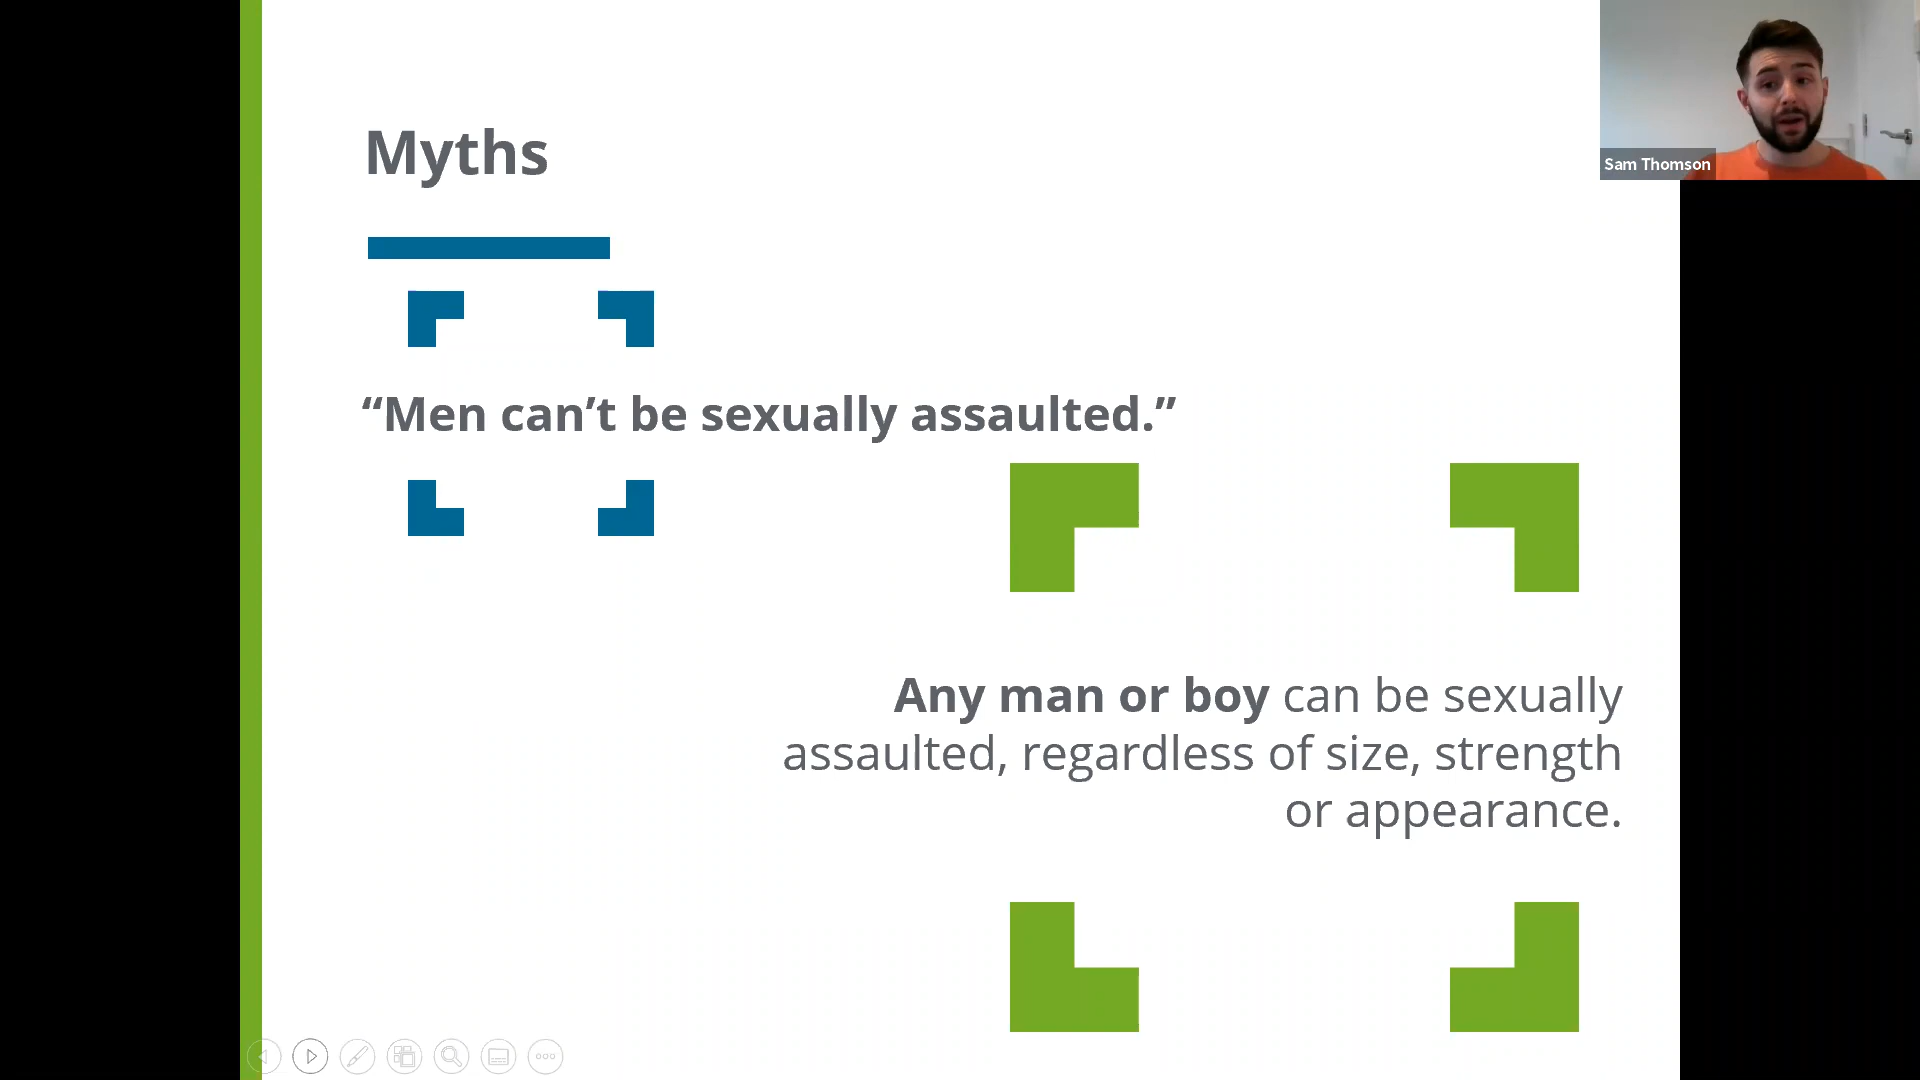 Myths
“Men can’t be sexually assaulted.”
Any man or boy can be sexually
assaulted, regardless of size, strength
or appearance.
Sam Thomson